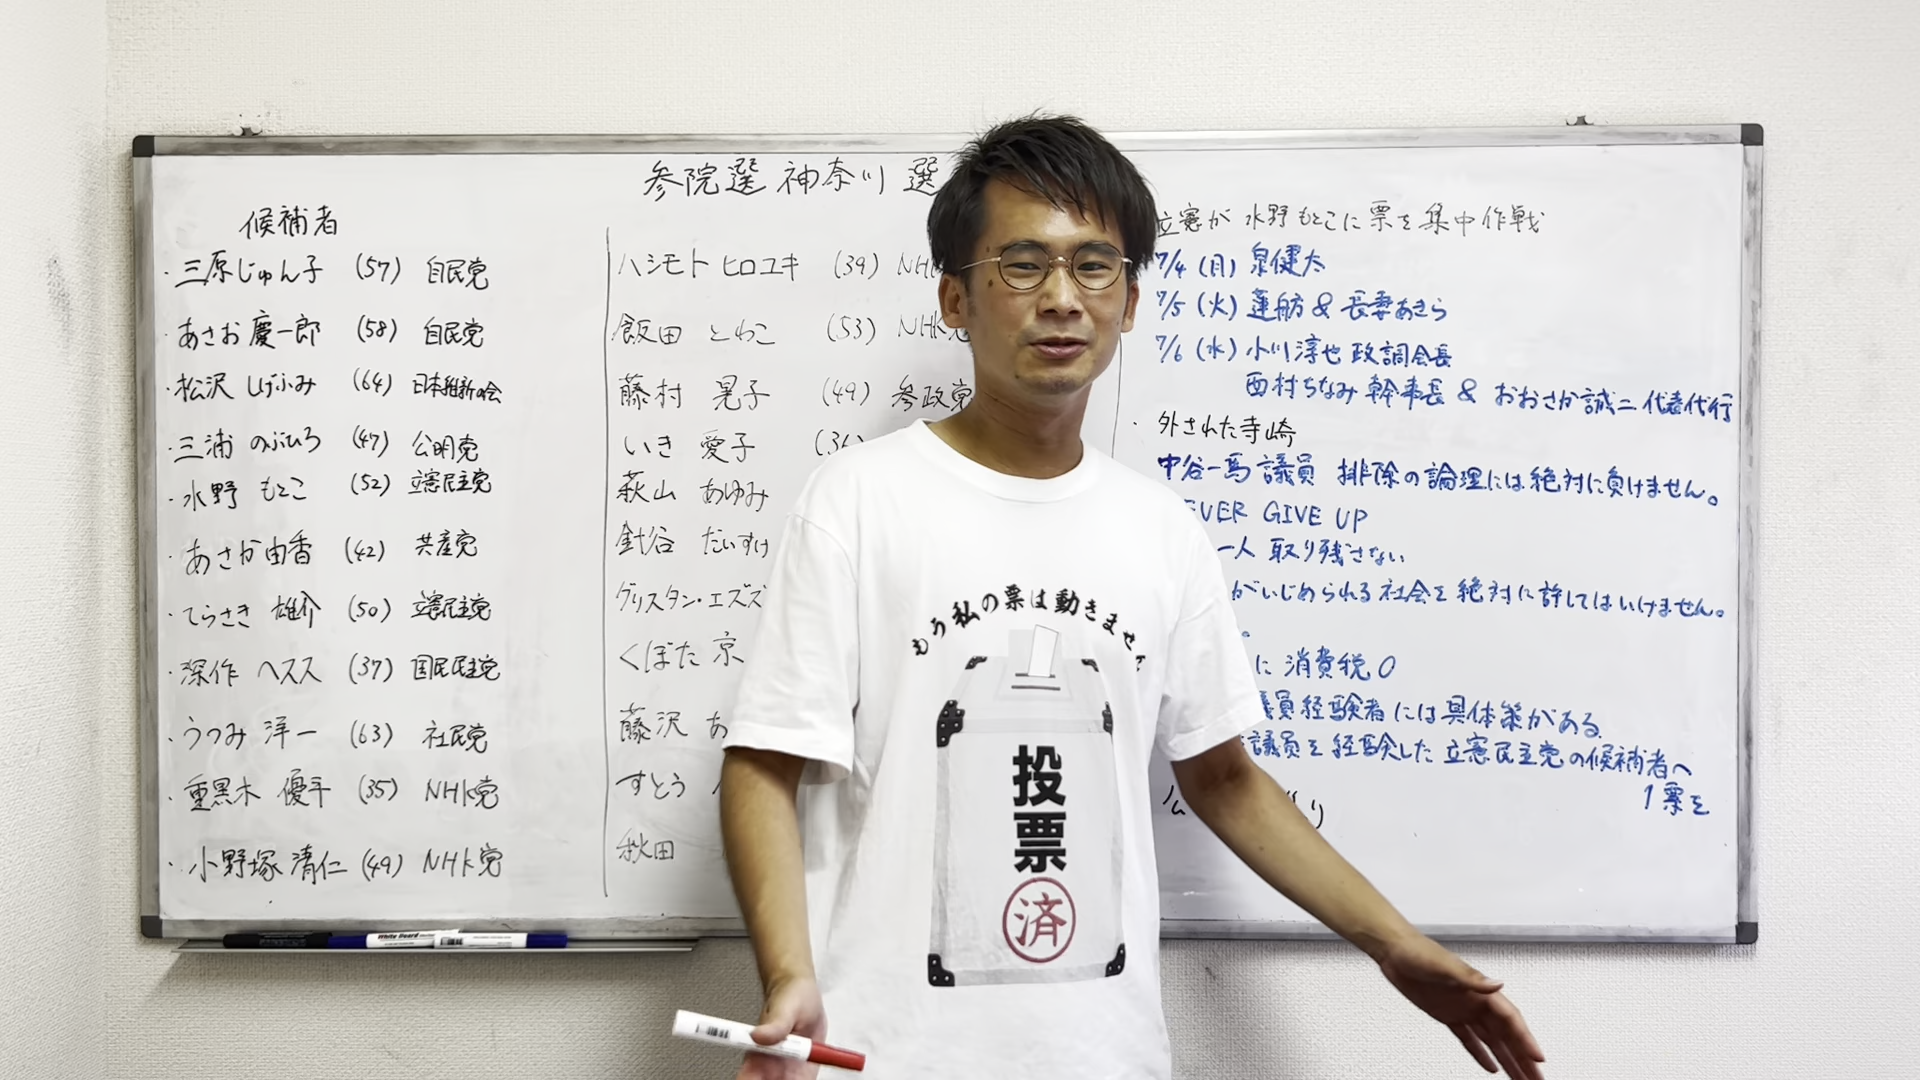 参院選 神奈川 選
候補者
・三原じゅん子 (57) 自民党
・あさお 慶一郎 (58) 自民党
・松沢 しげふみ (64) 日本維新の会
・三浦 のぶひろ (47) 公明党
・水野 もとこ (52) 立憲民主党
・あさか由香 (42) 共産党
・てらさき 雄介 (50) 立憲民主党
・深作 ヘスス (37) 国民民主党
・うつみ 洋一 (63) 社民党
・重黒木 優平 (35) NHK党
・小野塚 清仁 (49) NHK党
ハシモト ヒロユキ (39) NHK
飯田 とわこ (53) NHK党
藤村 晃子 (49) 参政党
いき 愛子 (36)
萩山 あゆみ
針谷 だいすけ
グリスタン・エズズ
くぼた 京
藤沢 あ
すとう
秋田
立憲が 水野もとこに 票を 集中作戦
7/4 (月) 泉健太
7/5 (火) 蓮舫 & 長妻あきら
7/6 (水) 小川淳也 政調会長
西村ちなみ 幹事長 & おおさか誠二 代表代行
・外された寺崎
中谷一馬 議員 排除の論理には絶対に負けません。
EVER GIVE UP
一人 取り残さない
がいじめられる社会を絶対に許してはいけません。
。
に 消費税0
議員経験者には具体策がある
議員を経験した 立憲民主党の候補者へ
1票を
もう私の票は動きません
投票
済
White Board